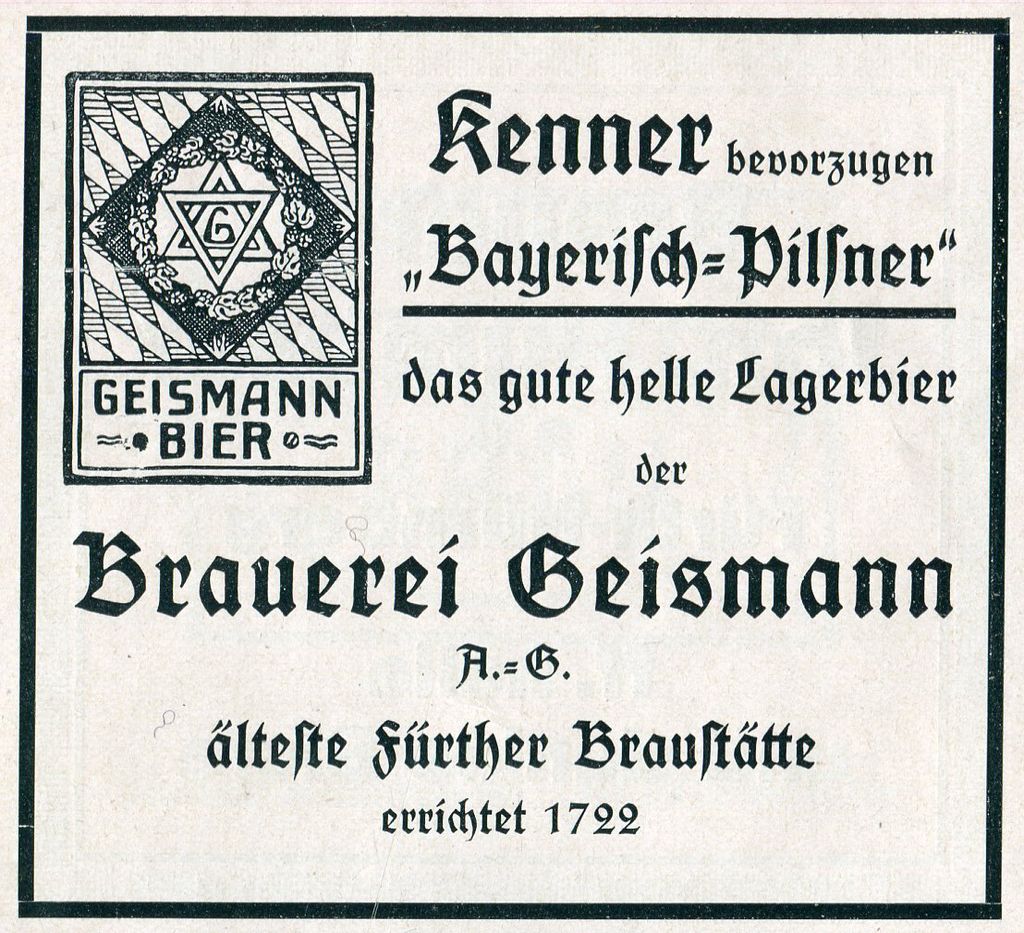 G
GEISMANN
BIER
Kenner bevorzugen
„Bayeriſch=Pilſner“
das gute helle Lagerbier
der
Brauerei Geismann
A.=G.
älteſte Fürther Brauſtätte
errichtet 1722